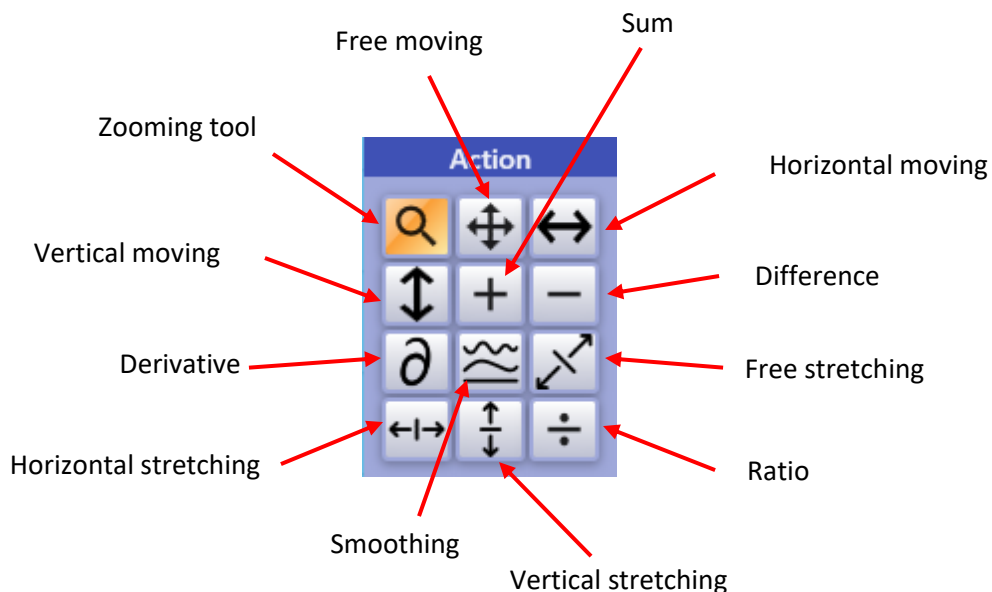 Sum
Free moving
Zooming tool
Action
Horizontal moving
Vertical moving
Difference
Derivative
Free stretching
Horizontal stretching
Ratio
Smoothing
Vertical stretching